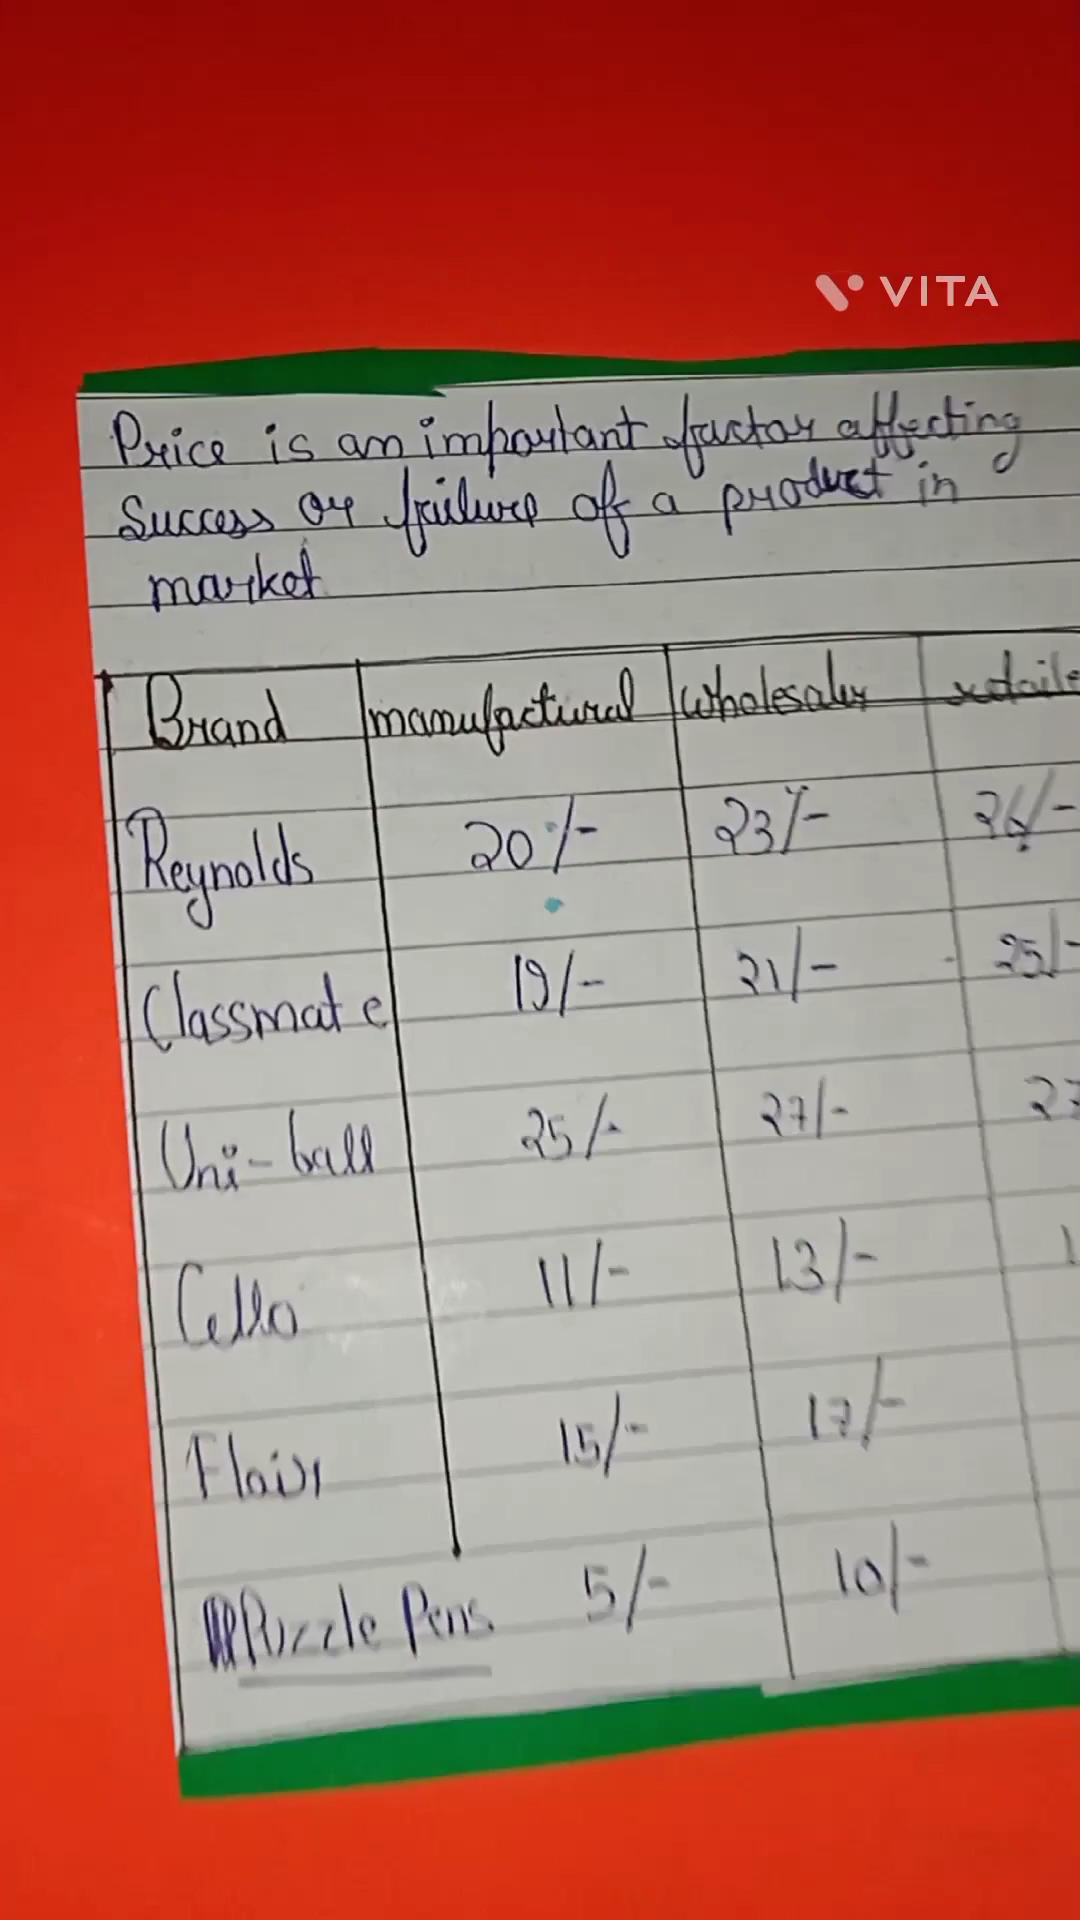 VITA
Price is an important factor affecting
Success or failure of a product in
market
Brand manufactural wholesaler
Reynolds 20/- 23/- 26/-
Classmate 19/- 21/- 25/-
Uni-ball 25/- 27/- 27
Cello 11/- 13/-
Flair 15/- 17/-
Puzzle Pens 5/- 10/-